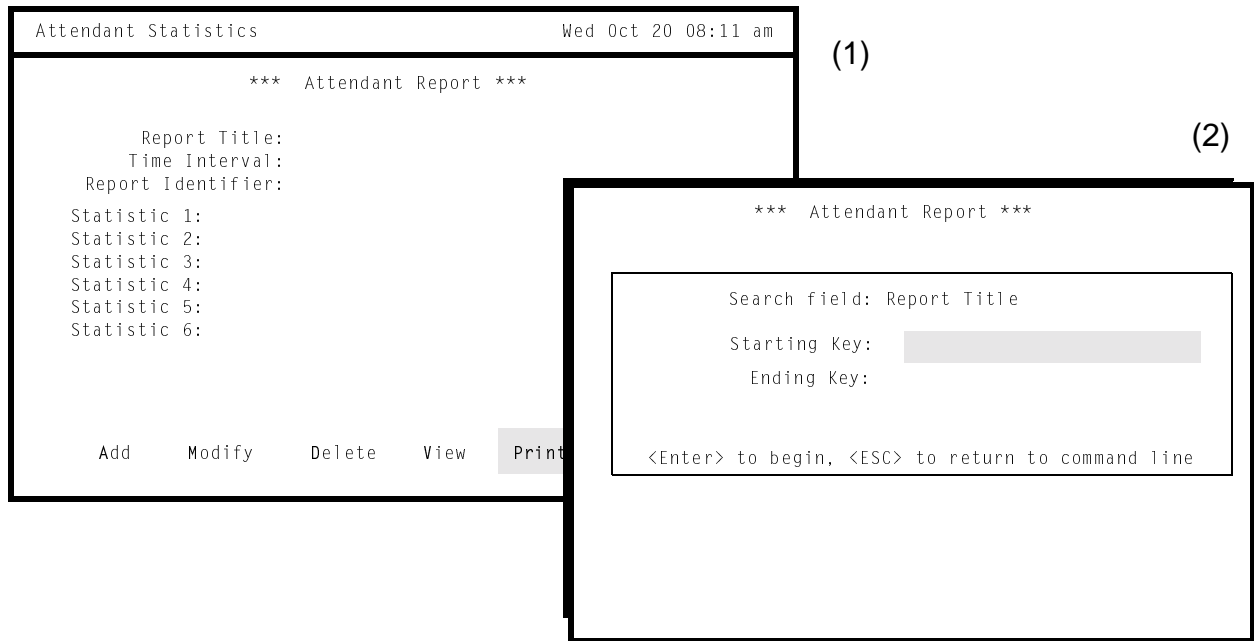 Attendant Statistics Wed Oct 20 08:11 am
(1)
*** Attendant Report ***
Report Title:
Time Interval:
Report Identifier:
Statistic 1:
Statistic 2:
Statistic 3:
Statistic 4:
Statistic 5:
Statistic 6:
Add Modify Delete View Print
(2)
*** Attendant Report ***
Search field: Report Title
Starting Key:
Ending Key:
<Enter> to begin, <ESC> to return to command line